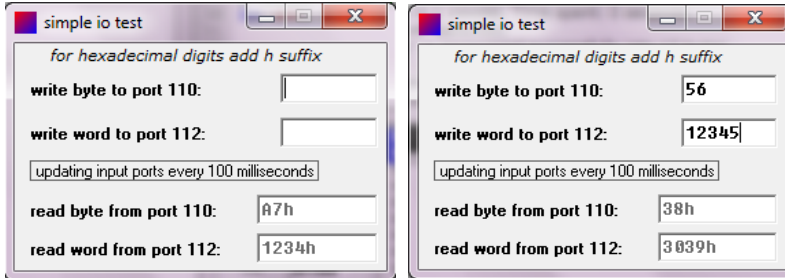 simple io test
for hexadecimal digits add h suffix
write byte to port 110:
write word to port 112:
updating input ports every 100 milliseconds
read byte from port 110: A7h
read word from port 112: 1234h
simple io test
for hexadecimal digits add h suffix
write byte to port 110: 56
write word to port 112: 12345
updating input ports every 100 milliseconds
read byte from port 110: 38h
read word from port 112: 3039h